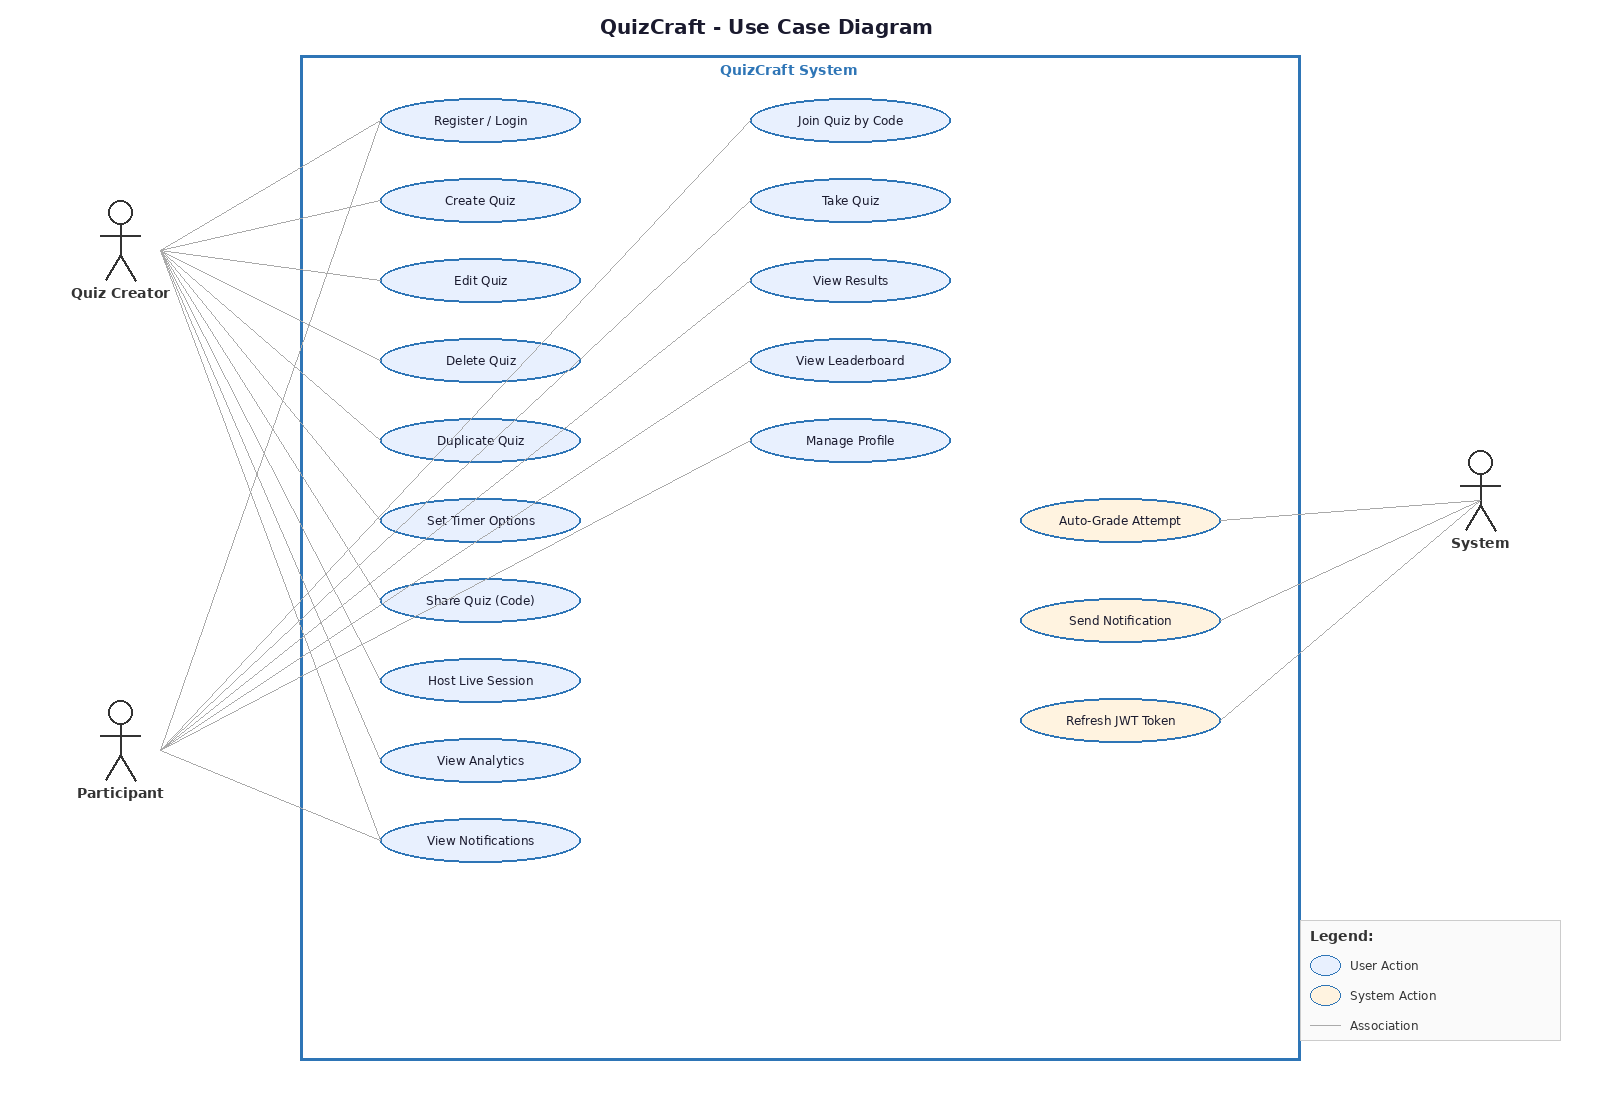 QuizCraft - Use Case Diagram
QuizCraft System
Register / Login
Create Quiz
Edit Quiz
Delete Quiz
Duplicate Quiz
Set Timer Options
Share Quiz (Code)
Host Live Session
View Analytics
View Notifications
Join Quiz by Code
Take Quiz
View Results
View Leaderboard
Manage Profile
Auto-Grade Attempt
Send Notification
Refresh JWT Token
Quiz Creator
Participant
System
Legend:
User Action
System Action
Association